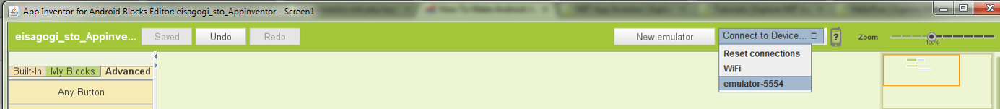 App Inventor for Android Blocks Editor: eisagogi_sto_Appinventor - Screen1
eisagogi_sto_Appinve... Saved Undo Redo New emulator Connect to Device... ? Zoom
100%
Reset connections
WiFi
emulator-5554
Built-In My Blocks Advanced
Any Button